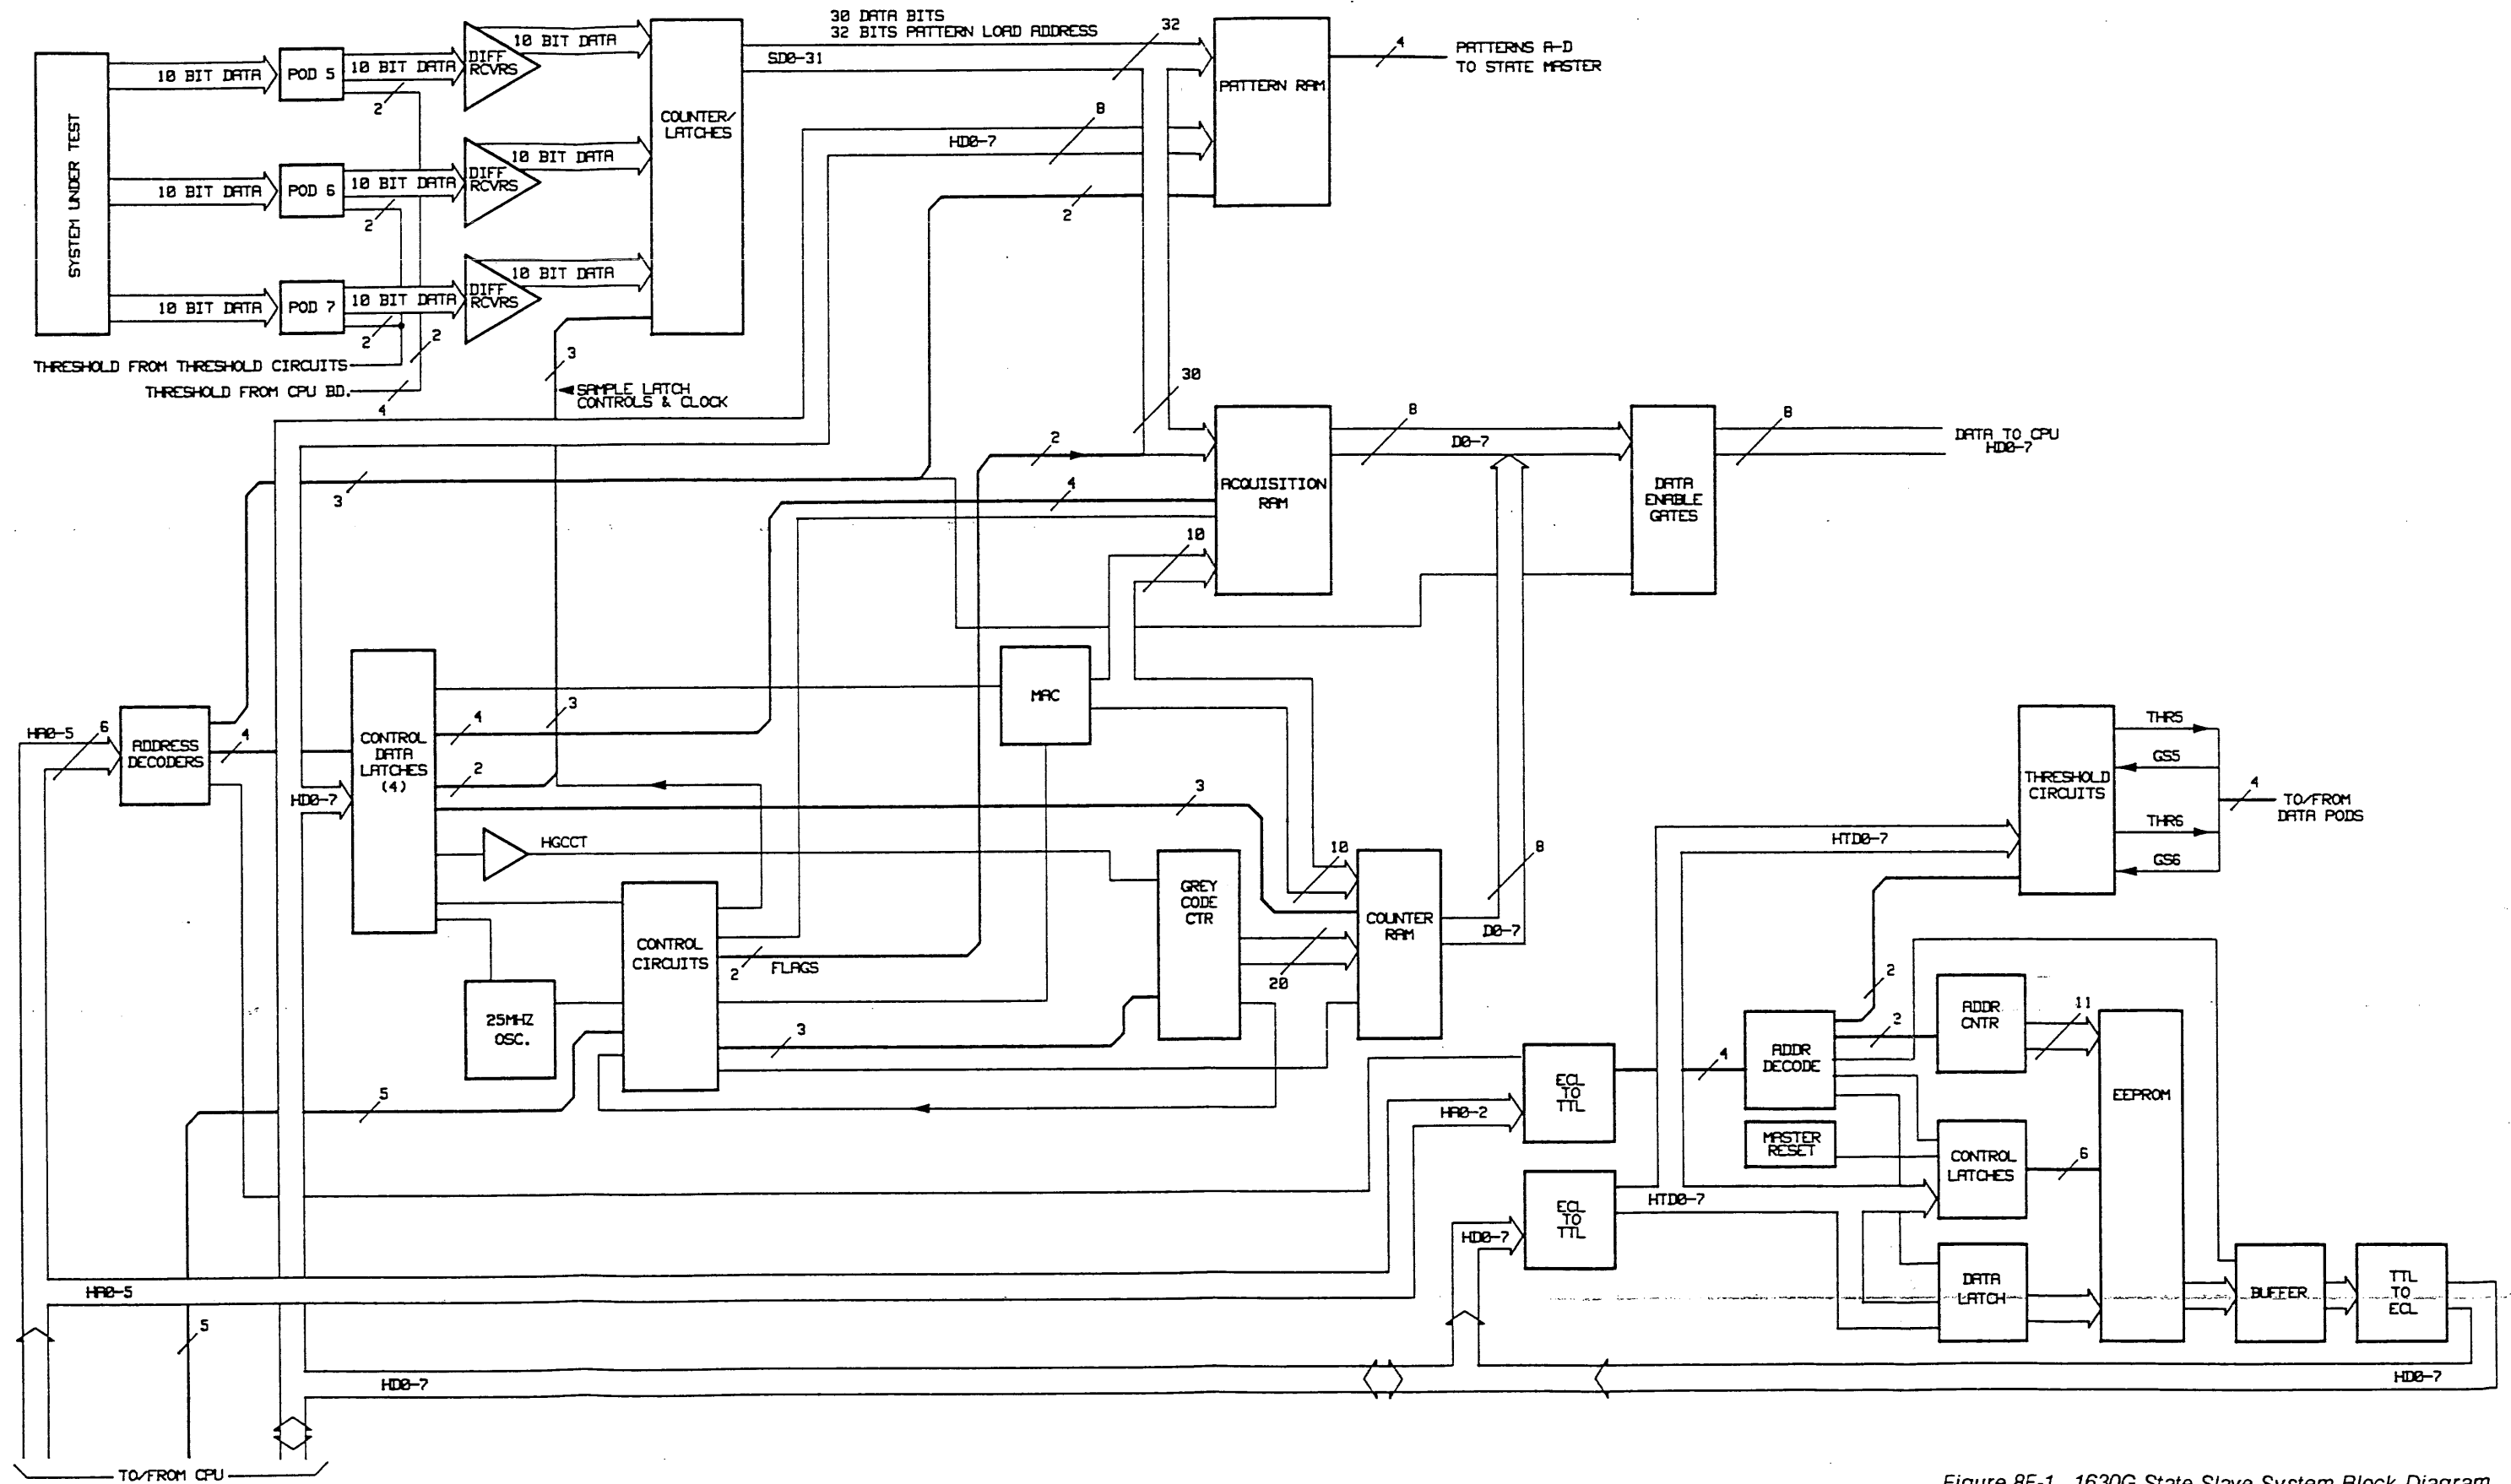 30 DATA BITS
32 BITS PATTERN LOAD ADDRESS
32
SD0-31
10 BIT DATA
POD 5
10 BIT DATA
2
DIFF
RCVRS
10 BIT DATA
SYSTEM UNDER TEST
10 BIT DATA
POD 6
10 BIT DATA
2
DIFF
RCVRS
10 BIT DATA
10 BIT DATA
POD 7
10 BIT DATA
2
2
DIFF
RCVRS
10 BIT DATA
COUNTER/
LATCHES
PATTERN RAM
4
PATTERNS A-D
TO STATE MASTER
8
HD0-7
2
2
THRESHOLD FROM THRESHOLD CIRCUITS
THRESHOLD FROM CPU BD.
4
3
SAMPLE LATCH
CONTROLS & CLOCK
30
3
3
2
4
10
ACQUISITION
RAM
8
D0-7
DATA
ENABLE
GATES
8
DATA TO CPU
HD0-7
HA0-5
6
ADDRESS
DECODERS
4
HD0-7
CONTROL
DATA
LATCHES
(4)
4
3
2
MAC
3
HGCCT
GREY
CODE
CTR
10
20
COUNTER
RAM
D0-7
8
CONTROL
CIRCUITS
2
FLAGS
3
25MHZ
OSC.
5
THRESHOLD
CIRCUITS
THR5
GS5
THR6
GS6
4
TO/FROM
DATA PODS
HTD0-7
2
ECL
TO
TTL
HA0-2
4
ADDR
DECODE
2
ADDR
CNTR
11
EEPROM
MASTER
RESET
CONTROL
LATCHES
6
ECL
TO
TTL
HD0-7
HTD0-7
DATA
LATCH
BUFFER
TTL
TO
ECL
HA0-5
5
HD0-7
HD0-7
TO/FROM CPU
Figure 8F-1. 1630G State Slave System Block Diagram